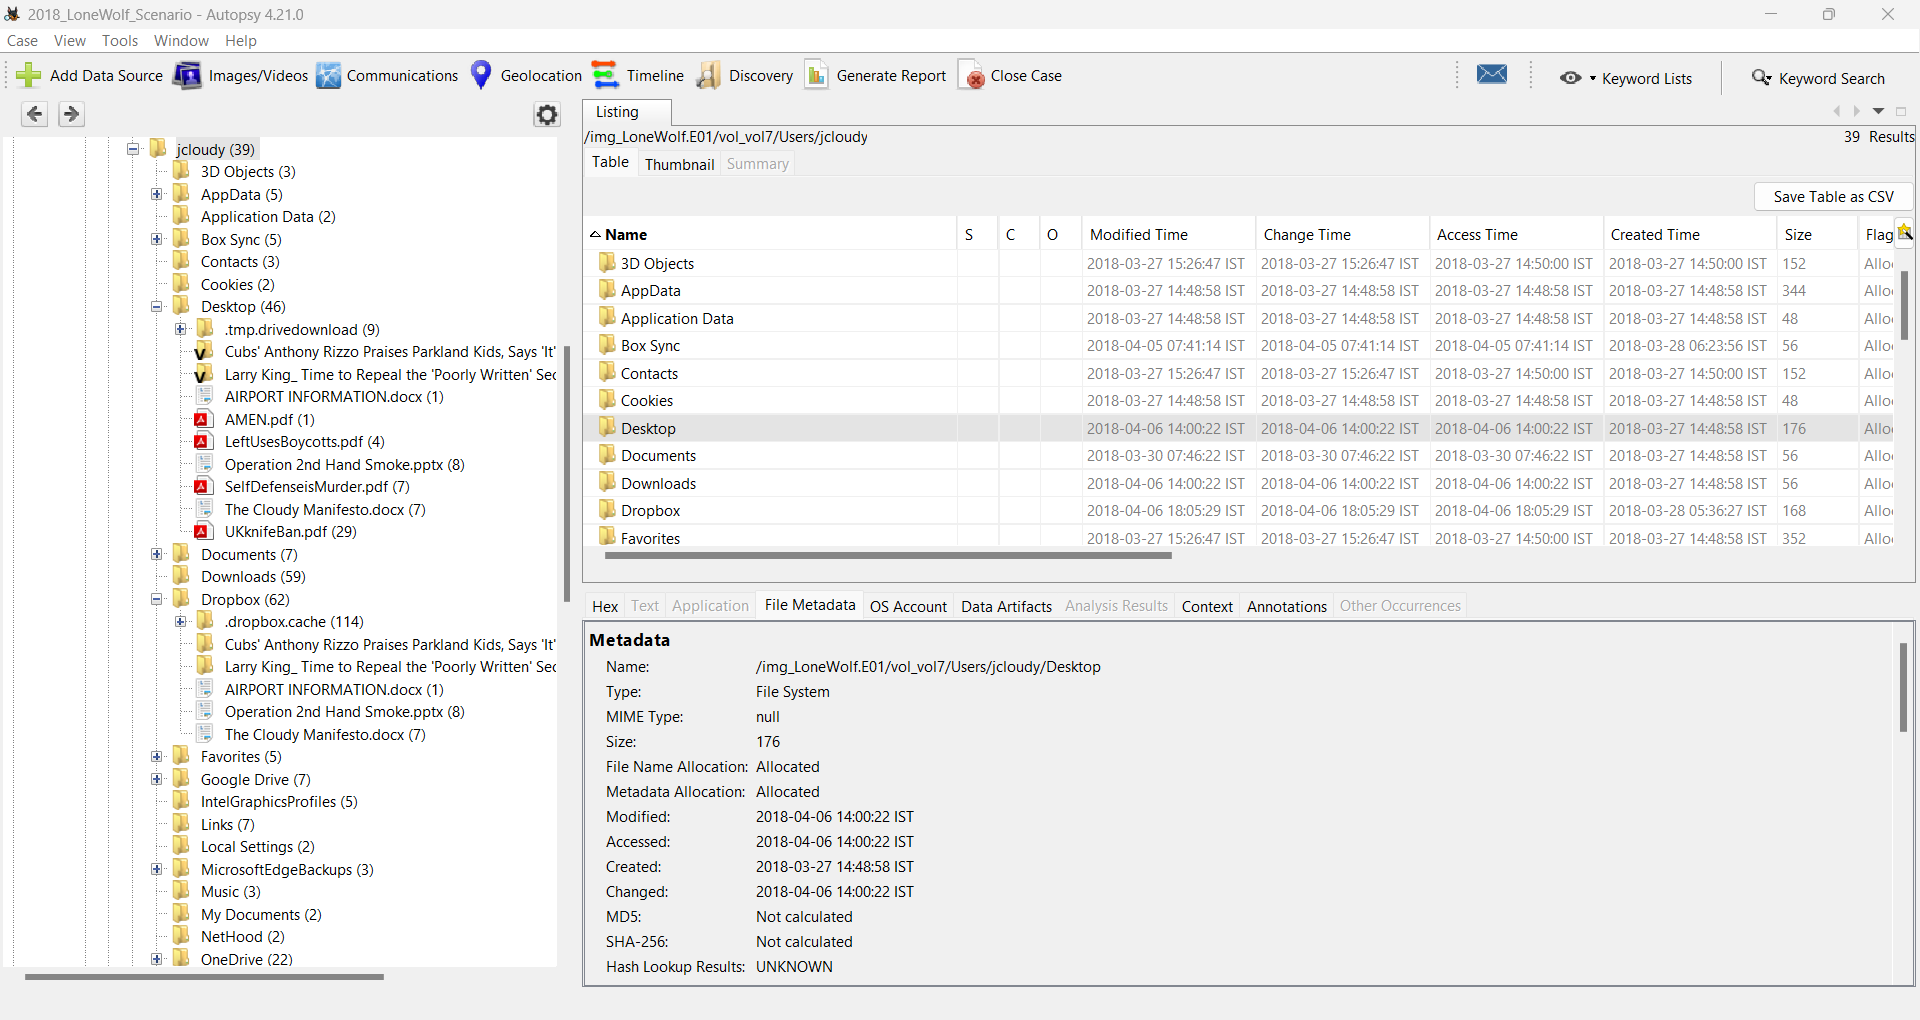 2018_LoneWolf_Scenario - Autopsy 4.21.0
Case View Tools Window Help
Add Data Source Images/Videos Communications Geolocation Timeline Discovery Generate Report Close Case Keyword Lists Keyword Search
jcloudy (39)
3D Objects (3)
AppData (5)
Application Data (2)
Box Sync (5)
Contacts (3)
Cookies (2)
Desktop (46)
.tmp.drivedownload (9)
Cubs' Anthony Rizzo Praises Parkland Kids, Says 'It'
Larry King_ Time to Repeal the 'Poorly Written' Sec
AIRPORT INFORMATION.docx (1)
AMEN.pdf (1)
LeftUsesBoycotts.pdf (4)
Operation 2nd Hand Smoke.pptx (8)
SelfDefenseisMurder.pdf (7)
The Cloudy Manifesto.docx (7)
UKknifeBan.pdf (29)
Documents (7)
Downloads (59)
Dropbox (62)
.dropbox.cache (114)
Cubs' Anthony Rizzo Praises Parkland Kids, Says 'It'
Larry King_ Time to Repeal the 'Poorly Written' Sec
AIRPORT INFORMATION.docx (1)
Operation 2nd Hand Smoke.pptx (8)
The Cloudy Manifesto.docx (7)
Favorites (5)
Google Drive (7)
IntelGraphicsProfiles (5)
Links (7)
Local Settings (2)
MicrosoftEdgeBackups (3)
Music (3)
My Documents (2)
NetHood (2)
OneDrive (22)
Listing
/img_LoneWolf.E01/vol_vol7/Users/jcloudy 39 Results
Table Thumbnail Summary
Save Table as CSV
Name S C O Modified Time Change Time Access Time Created Time Size Flag
3D Objects 2018-03-27 15:26:47 IST 2018-03-27 15:26:47 IST 2018-03-27 14:50:00 IST 2018-03-27 14:50:00 IST 152 Allo
AppData 2018-03-27 14:48:58 IST 2018-03-27 14:48:58 IST 2018-03-27 14:48:58 IST 2018-03-27 14:48:58 IST 344 Allo
Application Data 2018-03-27 14:48:58 IST 2018-03-27 14:48:58 IST 2018-03-27 14:48:58 IST 2018-03-27 14:48:58 IST 48 Allo
Box Sync 2018-04-05 07:41:14 IST 2018-04-05 07:41:14 IST 2018-04-05 07:41:14 IST 2018-03-28 06:23:56 IST 56 Allo
Contacts 2018-03-27 15:26:47 IST 2018-03-27 15:26:47 IST 2018-03-27 14:50:00 IST 2018-03-27 14:50:00 IST 152 Allo
Cookies 2018-03-27 14:48:58 IST 2018-03-27 14:48:58 IST 2018-03-27 14:48:58 IST 2018-03-27 14:48:58 IST 48 Allo
Desktop 2018-04-06 14:00:22 IST 2018-04-06 14:00:22 IST 2018-04-06 14:00:22 IST 2018-03-27 14:48:58 IST 176 Allo
Documents 2018-03-30 07:46:22 IST 2018-03-30 07:46:22 IST 2018-03-30 07:46:22 IST 2018-03-27 14:48:58 IST 56 Allo
Downloads 2018-04-06 14:00:22 IST 2018-04-06 14:00:22 IST 2018-04-06 14:00:22 IST 2018-03-27 14:48:58 IST 56 Allo
Dropbox 2018-04-06 18:05:29 IST 2018-04-06 18:05:29 IST 2018-04-06 18:05:29 IST 2018-03-28 05:36:27 IST 168 Allo
Favorites 2018-03-27 15:26:47 IST 2018-03-27 15:26:47 IST 2018-03-27 14:50:00 IST 2018-03-27 14:48:58 IST 352 Allo
Hex Text Application File Metadata OS Account Data Artifacts Analysis Results Context Annotations Other Occurrences
Metadata
Name: /img_LoneWolf.E01/vol_vol7/Users/jcloudy/Desktop
Type: File System
MIME Type: null
Size: 176
File Name Allocation: Allocated
Metadata Allocation: Allocated
Modified: 2018-04-06 14:00:22 IST
Accessed: 2018-04-06 14:00:22 IST
Created: 2018-03-27 14:48:58 IST
Changed: 2018-04-06 14:00:22 IST
MD5: Not calculated
SHA-256: Not calculated
Hash Lookup Results: UNKNOWN